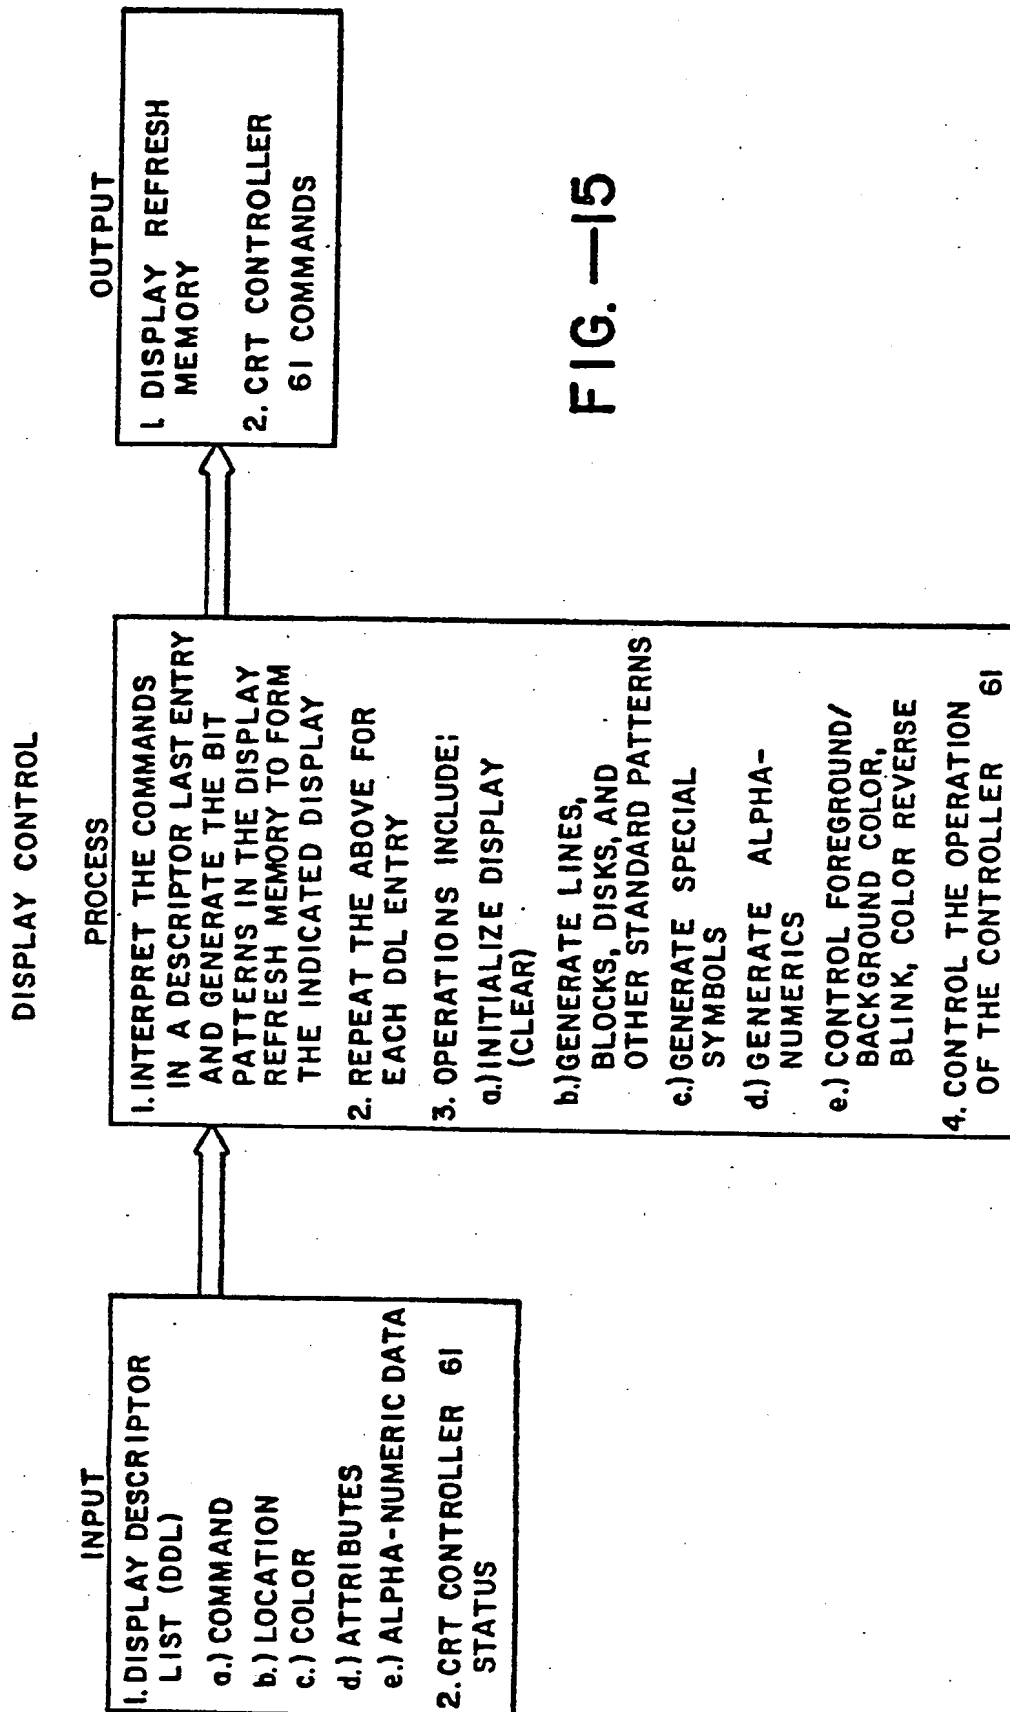 DISPLAY CONTROL
INPUT
1. DISPLAY DESCRIPTOR
LIST (DDL)
a.) COMMAND
b.) LOCATION
c.) COLOR
d.) ATTRIBUTES
e.) ALPHA-NUMERIC DATA
2. CRT CONTROLLER 61
STATUS
PROCESS
1. INTERPRET THE COMMANDS
IN A DESCRIPTOR LAST ENTRY
AND GENERATE THE BIT
PATTERNS IN THE DISPLAY
REFRESH MEMORY TO FORM
THE INDICATED DISPLAY
2. REPEAT THE ABOVE FOR
EACH DDL ENTRY
3. OPERATIONS INCLUDE:
a.) INITIALIZE DISPLAY
(CLEAR)
b.) GENERATE LINES,
BLOCKS, DISKS, AND
OTHER STANDARD PATTERNS
c.) GENERATE SPECIAL
SYMBOLS
d.) GENERATE ALPHA-
NUMERICS
e.) CONTROL FOREGROUND/
BACKGROUND COLOR,
BLINK, COLOR REVERSE
4. CONTROL THE OPERATION
OF THE CONTROLLER 61
OUTPUT
1. DISPLAY REFRESH
MEMORY
2. CRT CONTROLLER
61 COMMANDS
FIG.—15